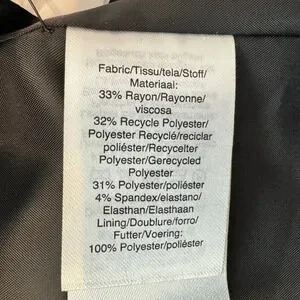 Fabric/Tissu/tela/Stoff/
Materiaal:
33% Rayon/Rayonne/
viscosa
32% Recycle Polyester/
Polyester Recyclé/reciclar
poliéster/Recycelter
Polyester/Gerecycled
Polyester
31% Polyester/poliéster
4% Spandex/elastano/
Elasthan/Elasthaan
Lining/Doublure/forro/
Futter/Voering:
100% Polyester/poliéster